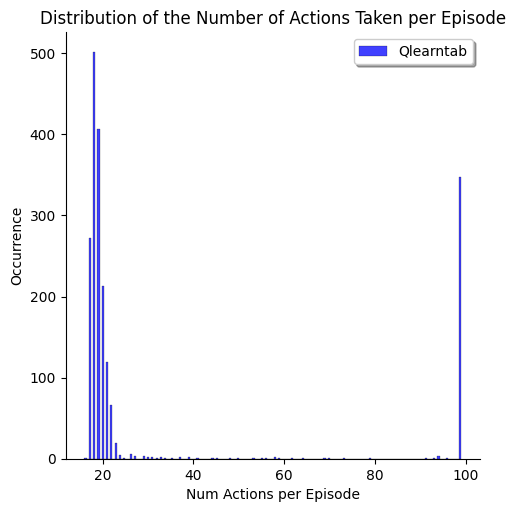 Distribution of the Number of Actions Taken per Episode
Qlearntab
500
400
300
200
100
0
Occurrence
20 40 60 80 100
Num Actions per Episode